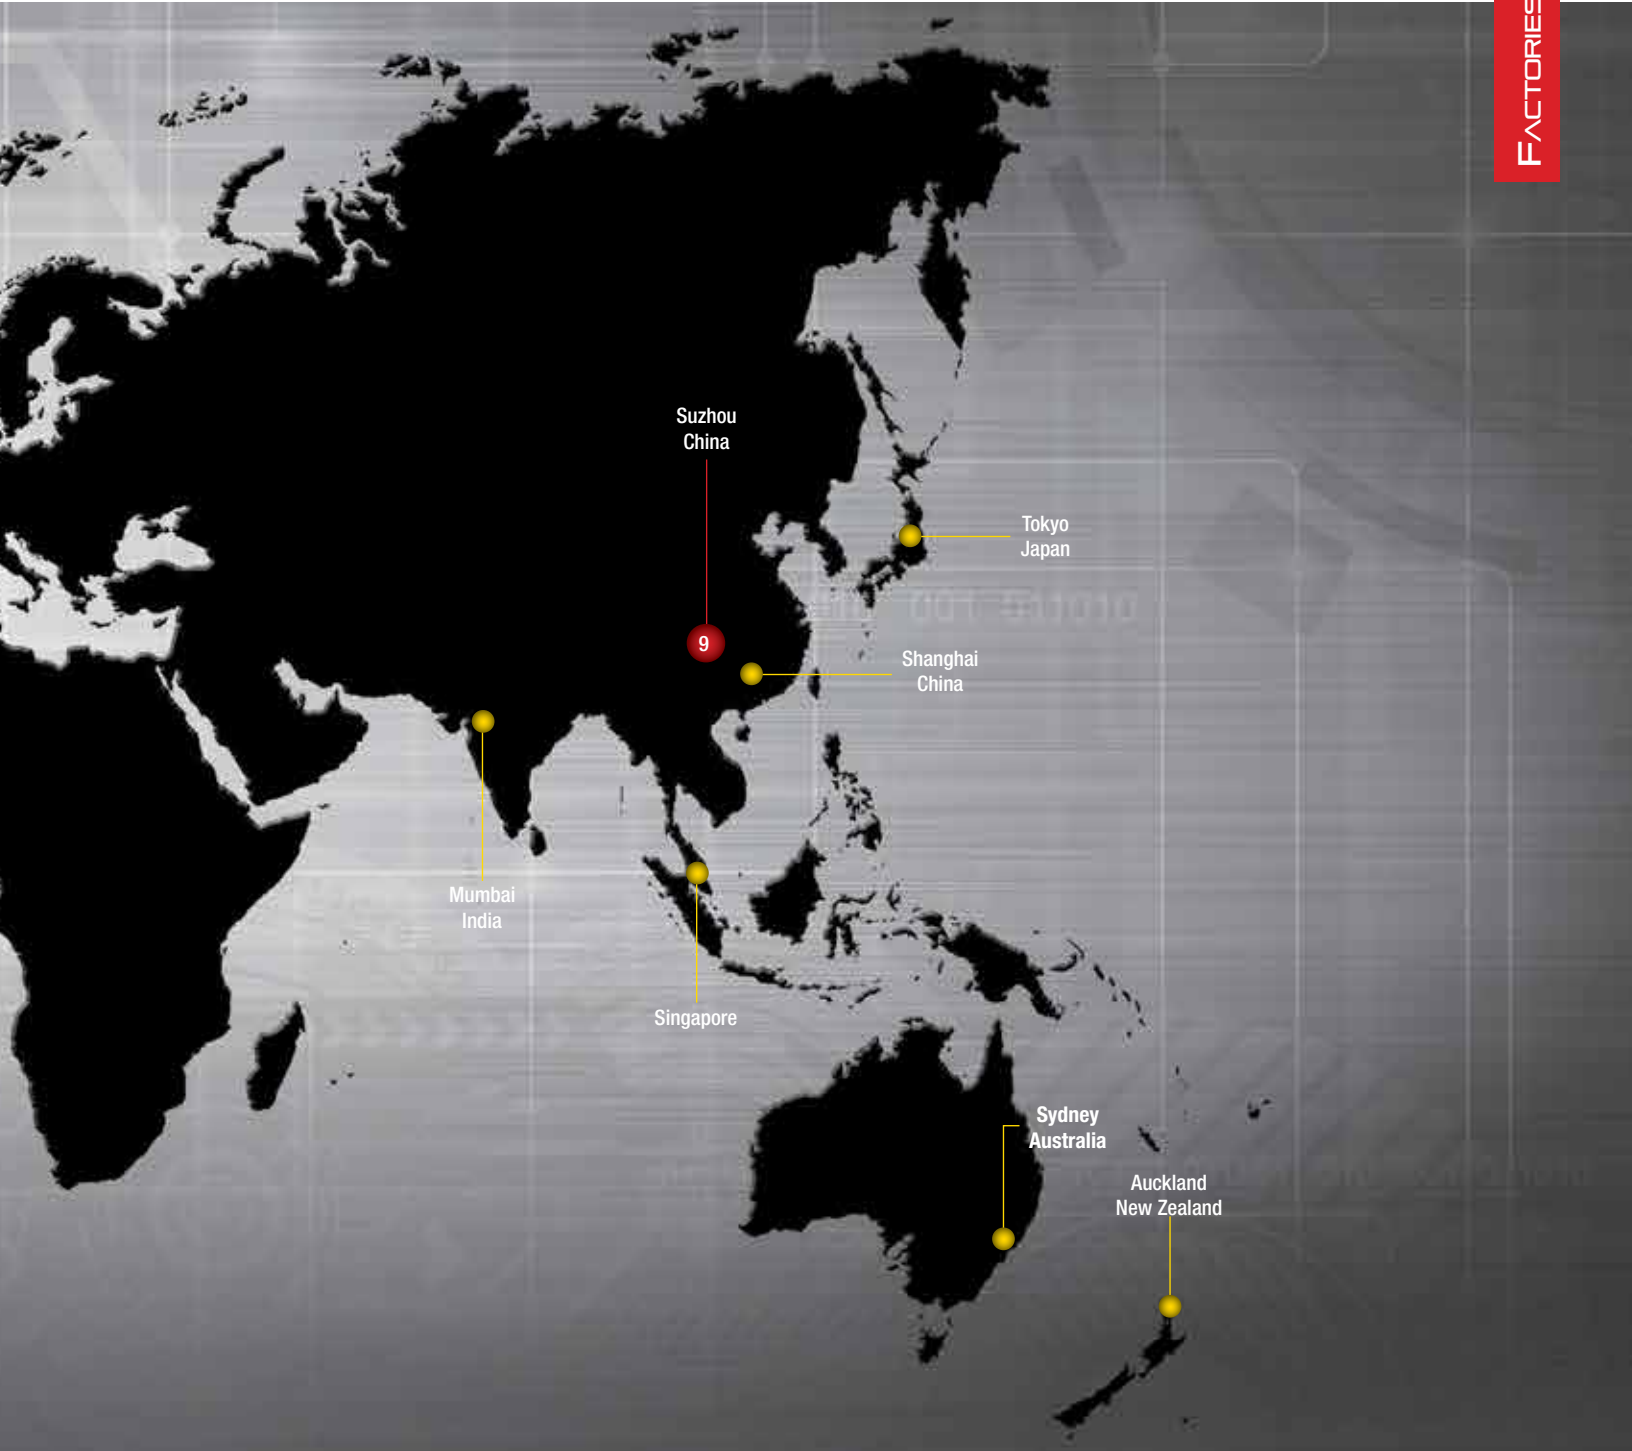 FACTORIES
Suzhou
China
Tokyo
Japan
9
Shanghai
China
Mumbai
India
Singapore
Sydney
Australia
Auckland
New Zealand